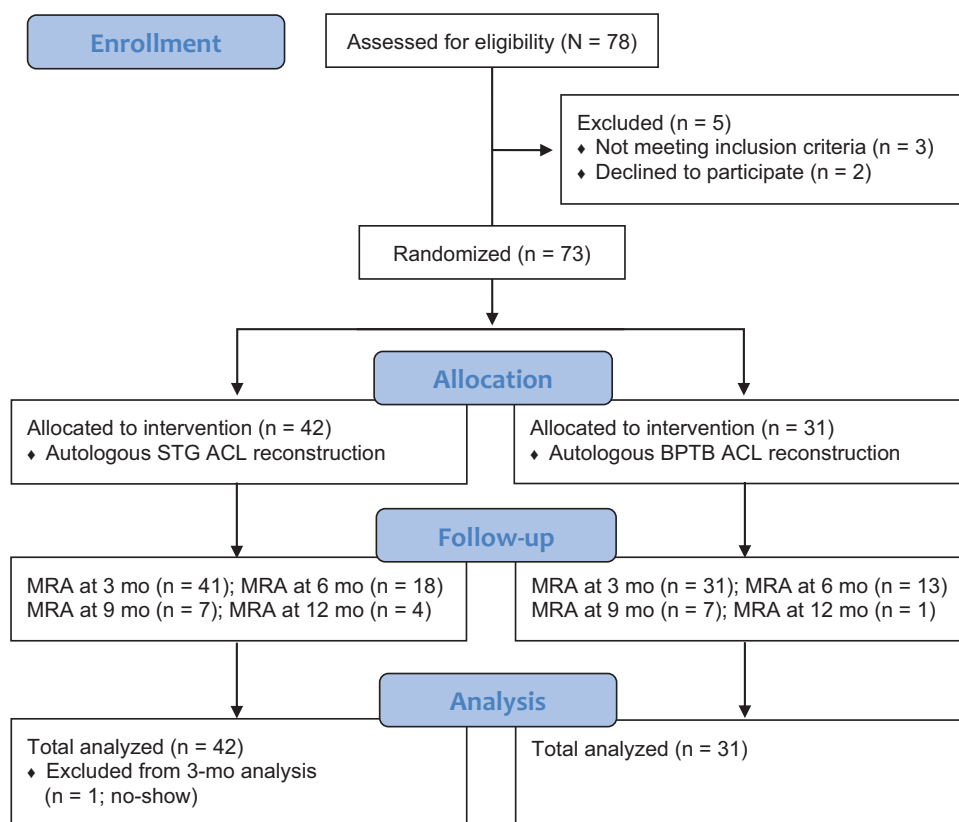 Enrollment
Assessed for eligibility (N = 78)
Excluded (n = 5)
♦ Not meeting inclusion criteria (n = 3)
♦ Declined to participate (n = 2)
Randomized (n = 73)
Allocation
Allocated to intervention (n = 42)
♦ Autologous STG ACL reconstruction
Allocated to intervention (n = 31)
♦ Autologous BPTB ACL reconstruction
Follow-up
MRA at 3 mo (n = 41); MRA at 6 mo (n = 18)
MRA at 9 mo (n = 7); MRA at 12 mo (n = 4)
MRA at 3 mo (n = 31); MRA at 6 mo (n = 13)
MRA at 9 mo (n = 7); MRA at 12 mo (n = 1)
Analysis
Total analyzed (n = 42)
♦ Excluded from 3-mo analysis
(n = 1; no-show)
Total analyzed (n = 31)